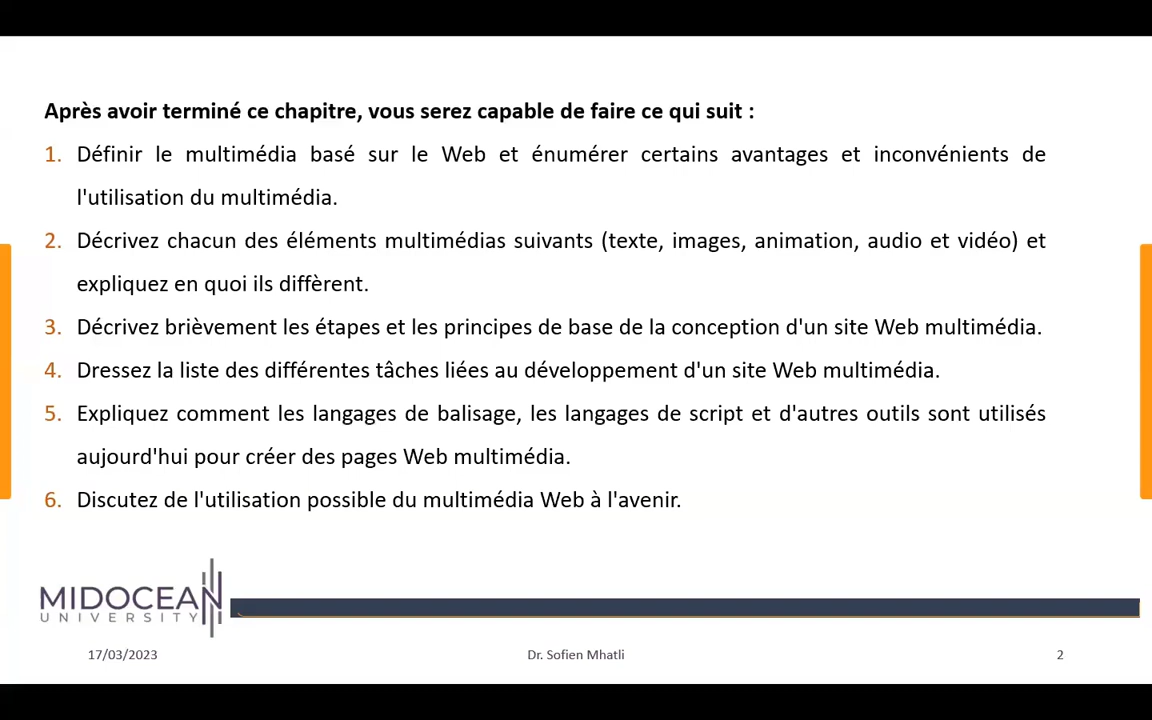 Après avoir terminé ce chapitre, vous serez capable de faire ce qui suit :
1. Définir le multimédia basé sur le Web et énumérer certains avantages et inconvénients de
l'utilisation du multimédia.
2. Décrivez chacun des éléments multimédias suivants (texte, images, animation, audio et vidéo) et
expliquez en quoi ils diffèrent.
3. Décrivez brièvement les étapes et les principes de base de la conception d'un site Web multimédia.
4. Dressez la liste des différentes tâches liées au développement d'un site Web multimédia.
5. Expliquez comment les langages de balisage, les langages de script et d'autres outils sont utilisés
aujourd'hui pour créer des pages Web multimédia.
6. Discutez de l'utilisation possible du multimédia Web à l'avenir.
MIDOCEAN
UNIVERSITY
17/03/2023
Dr. Sofien Mhatli
2